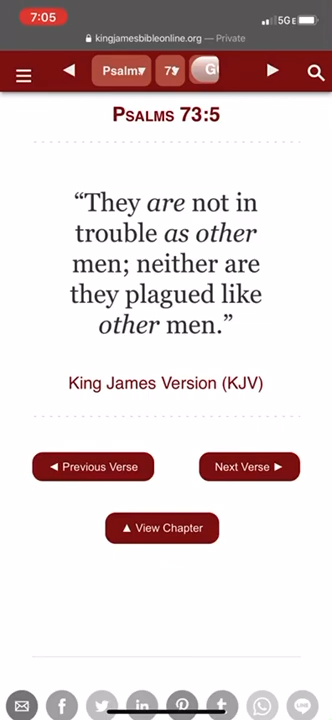 7:05
5G E
kingjamesbibleonline.org — Private
Psalm 73 G
PSALMS 73:5
“They are not in
trouble as other
men; neither are
they plagued like
other men.”
King James Version (KJV)
◄ Previous Verse Next Verse ►
▲ View Chapter
LINE